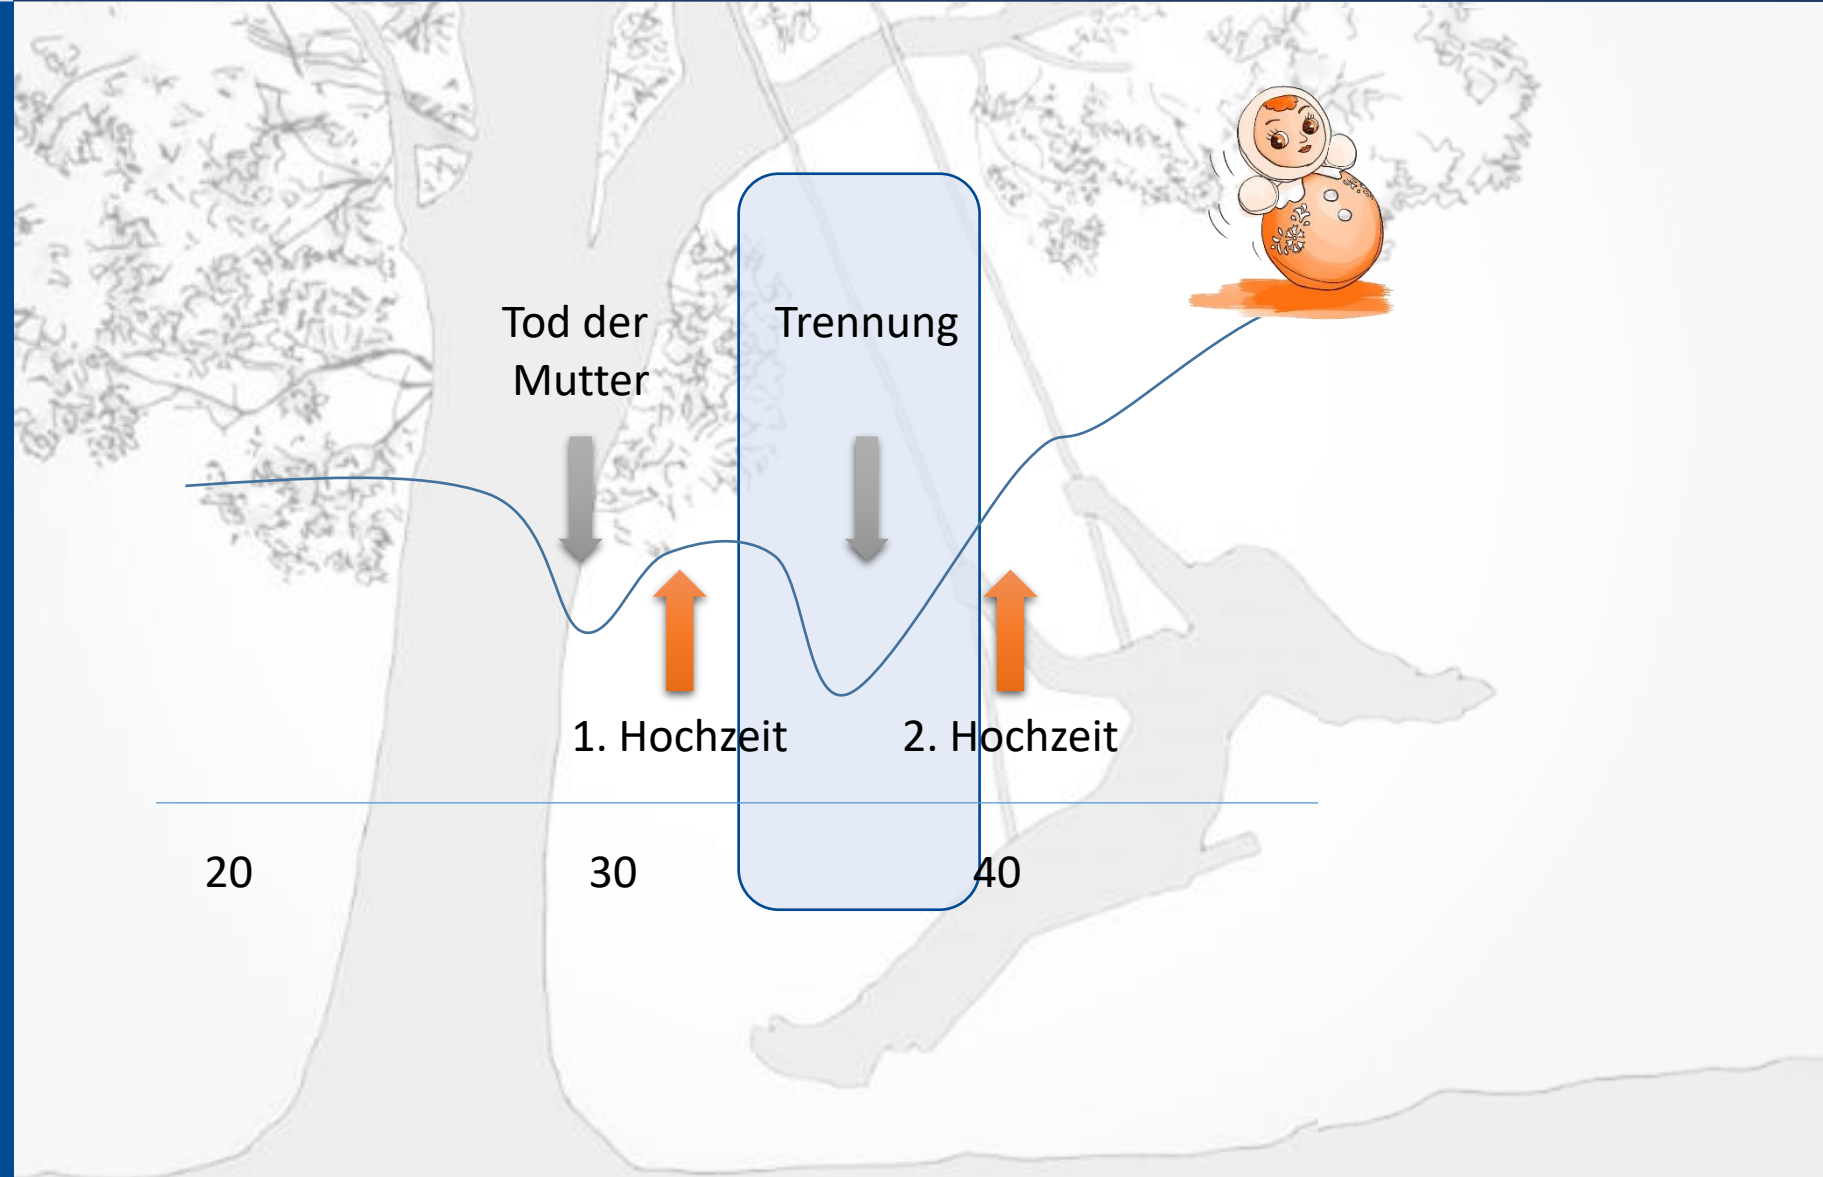 Tod der
Mutter
Trennung
1. Hochzeit
2. Hochzeit
20
30
40